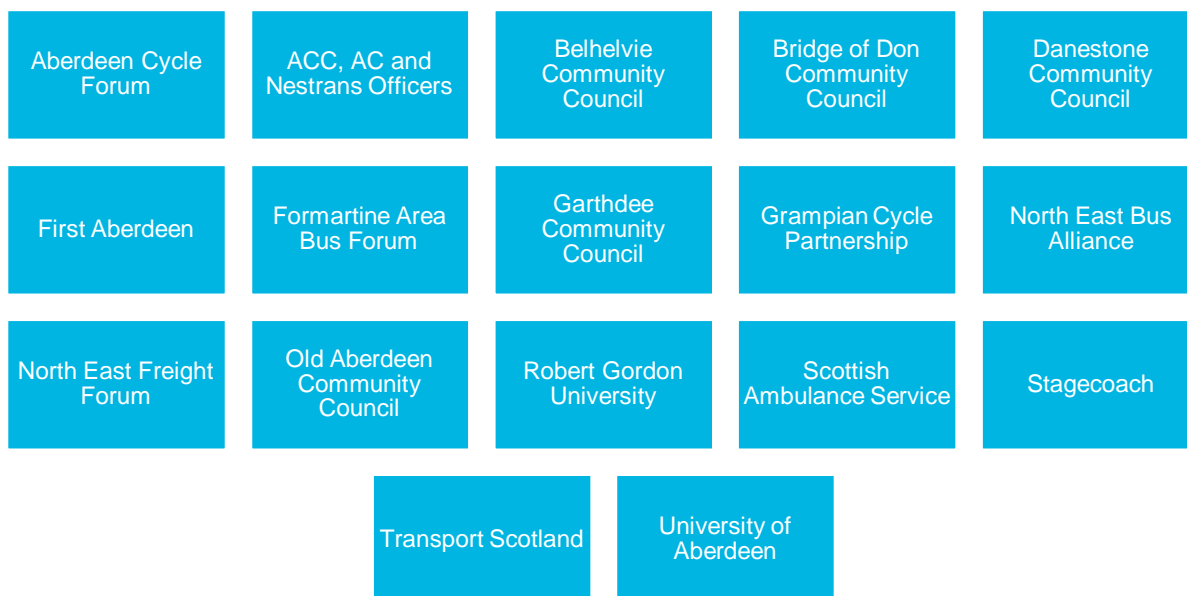 Aberdeen Cycle
Forum
ACC, AC and
Nestrans Officers
Belhelvie
Community
Council
Bridge of Don
Community
Council
Danestone
Community
Council
First Aberdeen
Formartine Area
Bus Forum
Garthdee
Community
Council
Grampian Cycle
Partnership
North East Bus
Alliance
North East Freight
Forum
Old Aberdeen
Community
Council
Robert Gordon
University
Scottish
Ambulance Service
Stagecoach
Transport Scotland
University of
Aberdeen